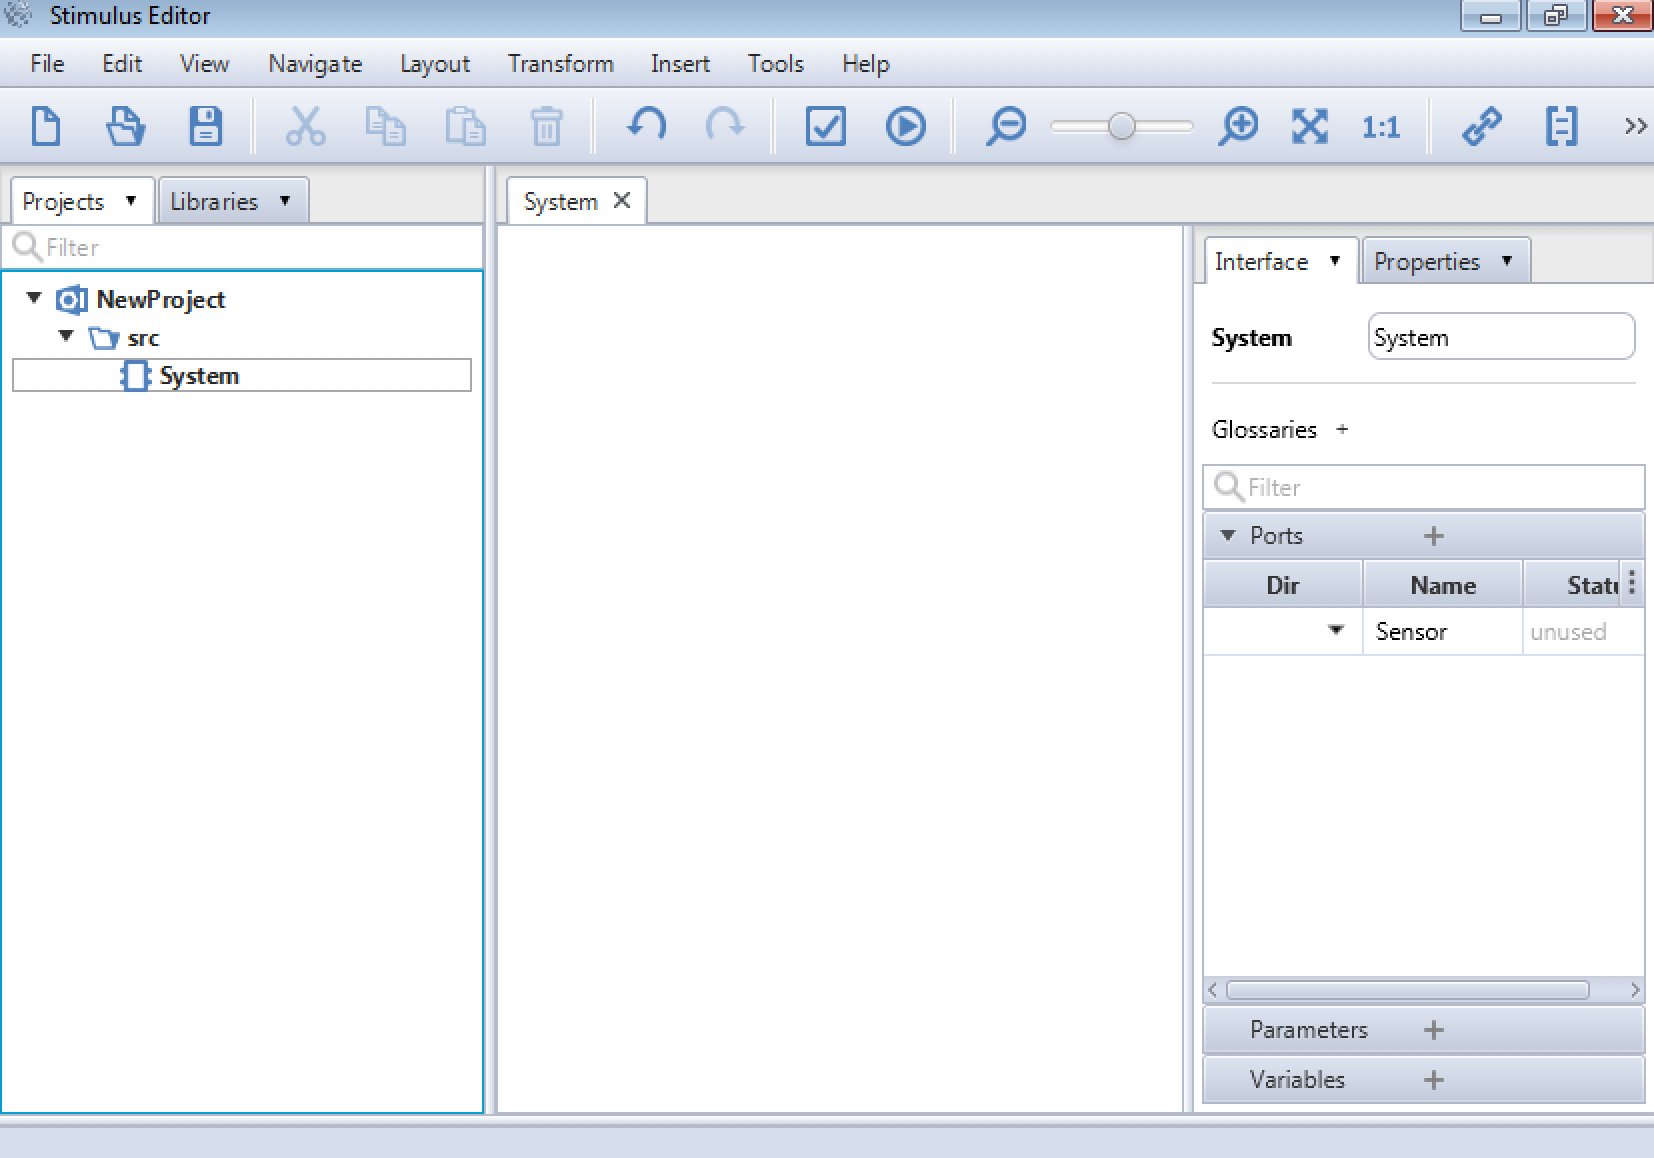 Stimulus Editor
File Edit View Navigate Layout Transform Insert Tools Help
1:1 »
Projects Libraries
System
Filter
Interface Properties
NewProject
src
System
System System
Glossaries +
Filter
Ports +
Dir Name Statu
Sensor unused
Parameters +
Variables +